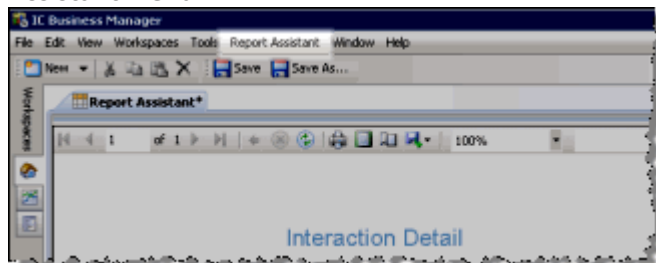 IC Business Manager
File Edit View Workspaces Tools Report Assistant Window Help
New Save Save As...
Workspaces
Report Assistant*
1 of 1 100%
Interaction Detail